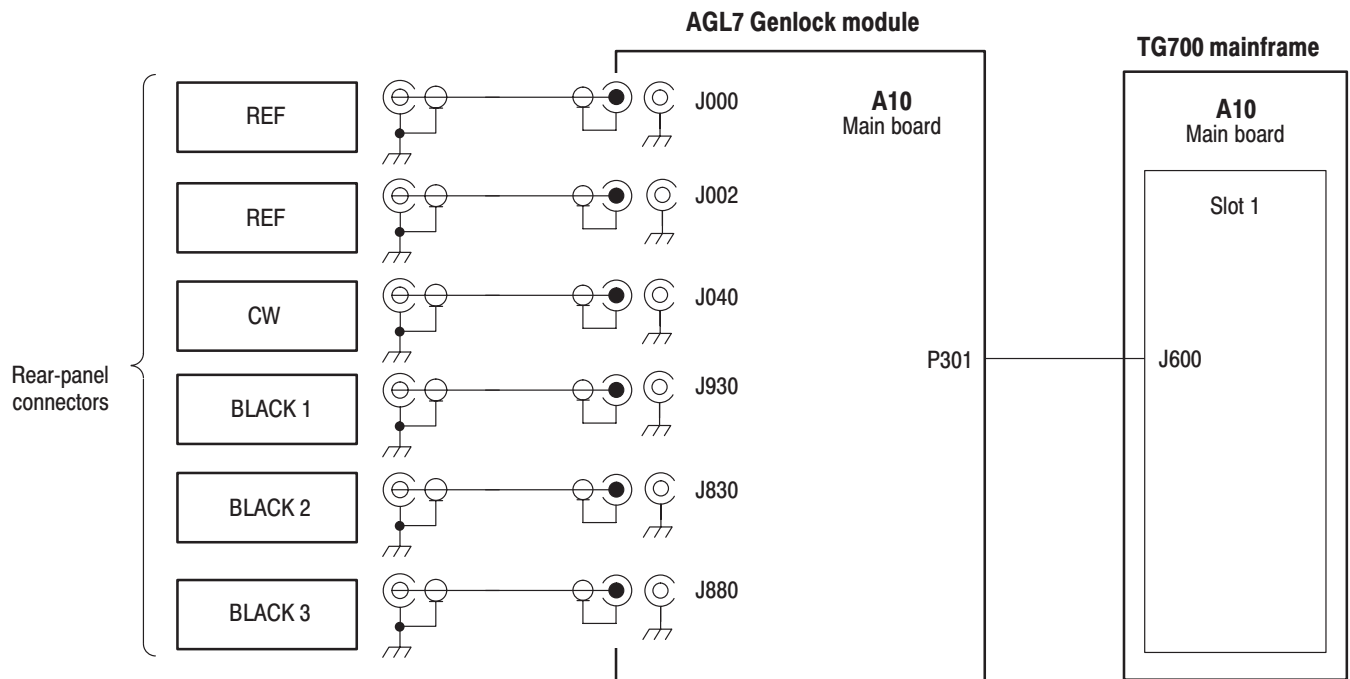 AGL7 Genlock module
TG700 mainframe
Rear-panel
connectors
REF
REF
CW
BLACK 1
BLACK 2
BLACK 3
J000
J002
J040
J930
J830
J880
A10
Main board
P301
A10
Main board
Slot 1
J600